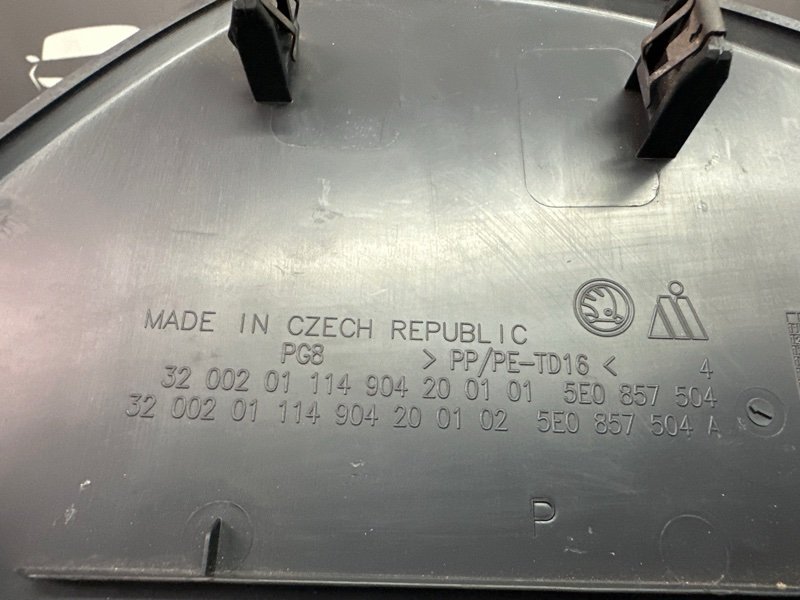 MADE IN CZECH REPUBLIC
PG8 > PP/PE-TD16 < 4
32 002 01 114 904 20 01 01 5E0 857 504
32 002 01 114 904 20 01 02 5E0 857 504 A
P